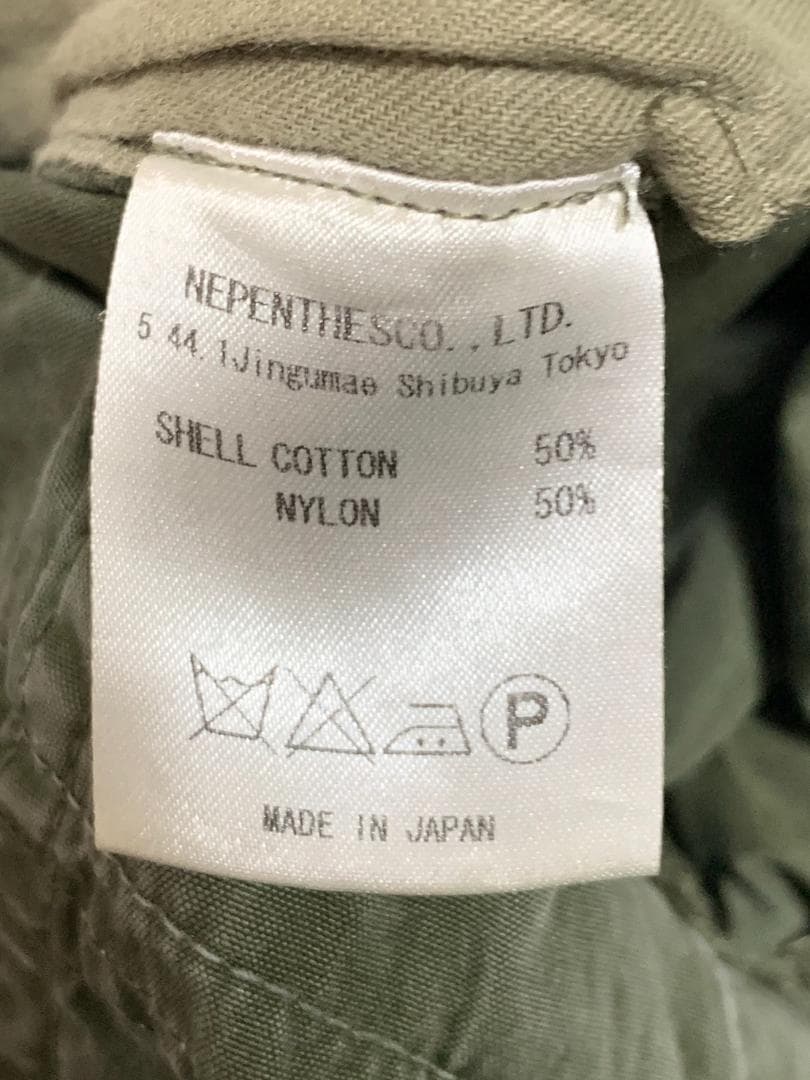 NEPENTHESCO.,LTD.
5 44.1Jingumae Shibuya Tokyo
SHELL COTTON 50%
NYLON 50%
P
MADE IN JAPAN